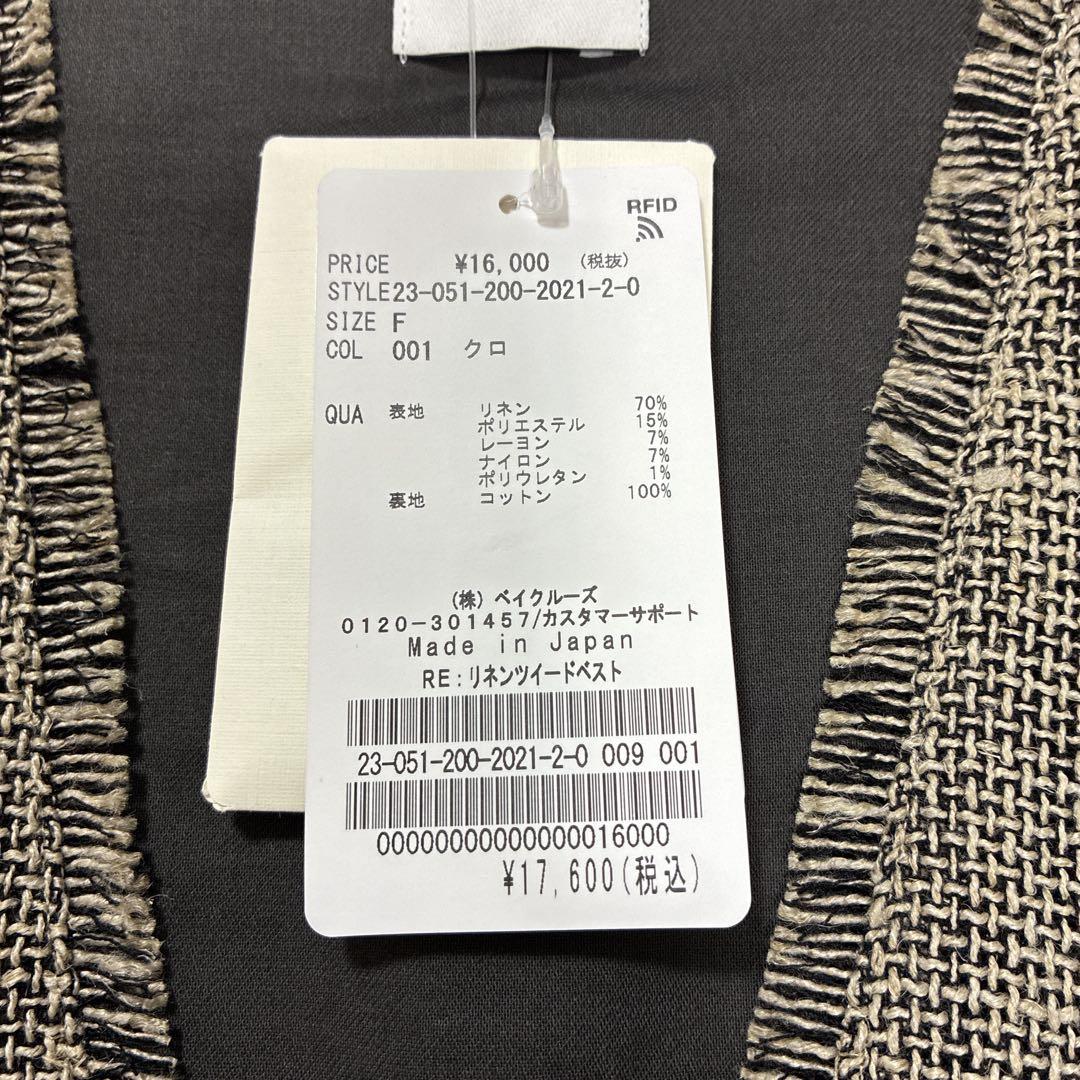 RFID
PRICE ¥16,000 (税抜)
STYLE23-051-200-2021-2-0
SIZE F
COL 001 クロ
QUA 表地 リネン 70%
ポリエステル 15%
レーヨン 7%
ナイロン 7%
ポリウレタン 1%
裏地 コットン 100%
(株) ベイクルーズ
0120-301457/カスタマーサポート
Made in Japan
RE:リネンツイードベスト
23-051-200-2021-2-0 009 001
00000000000000016000
¥17,600(税込)